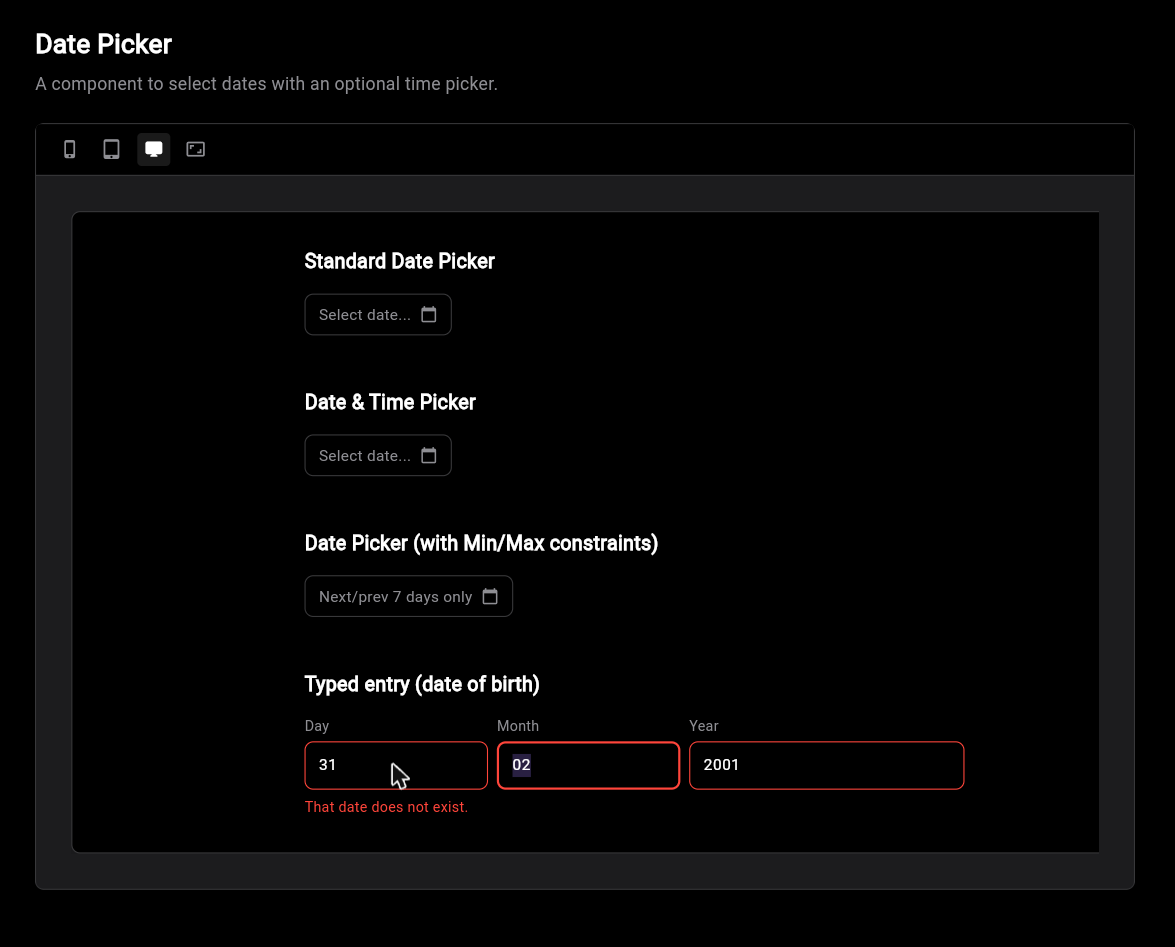 Date Picker
A component to select dates with an optional time picker.
Standard Date Picker
Select date...
Date & Time Picker
Select date...
Date Picker (with Min/Max constraints)
Next/prev 7 days only
Typed entry (date of birth)
Day Month Year
31 02 2001
That date does not exist.